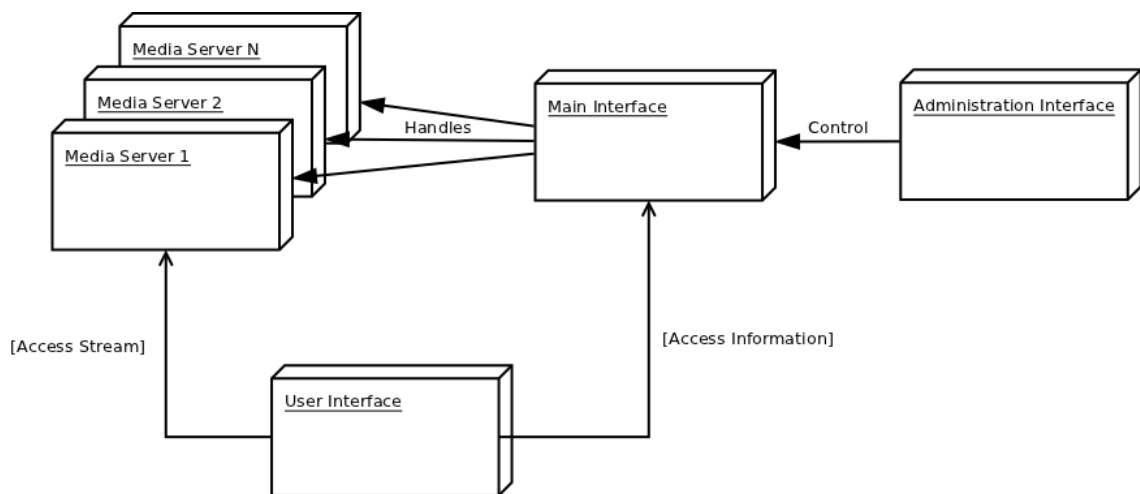 Media Server N
Media Server 2
Media Server 1
Handles
Main Interface
Control
Administration Interface
[Access Stream]
[Access Information]
User Interface